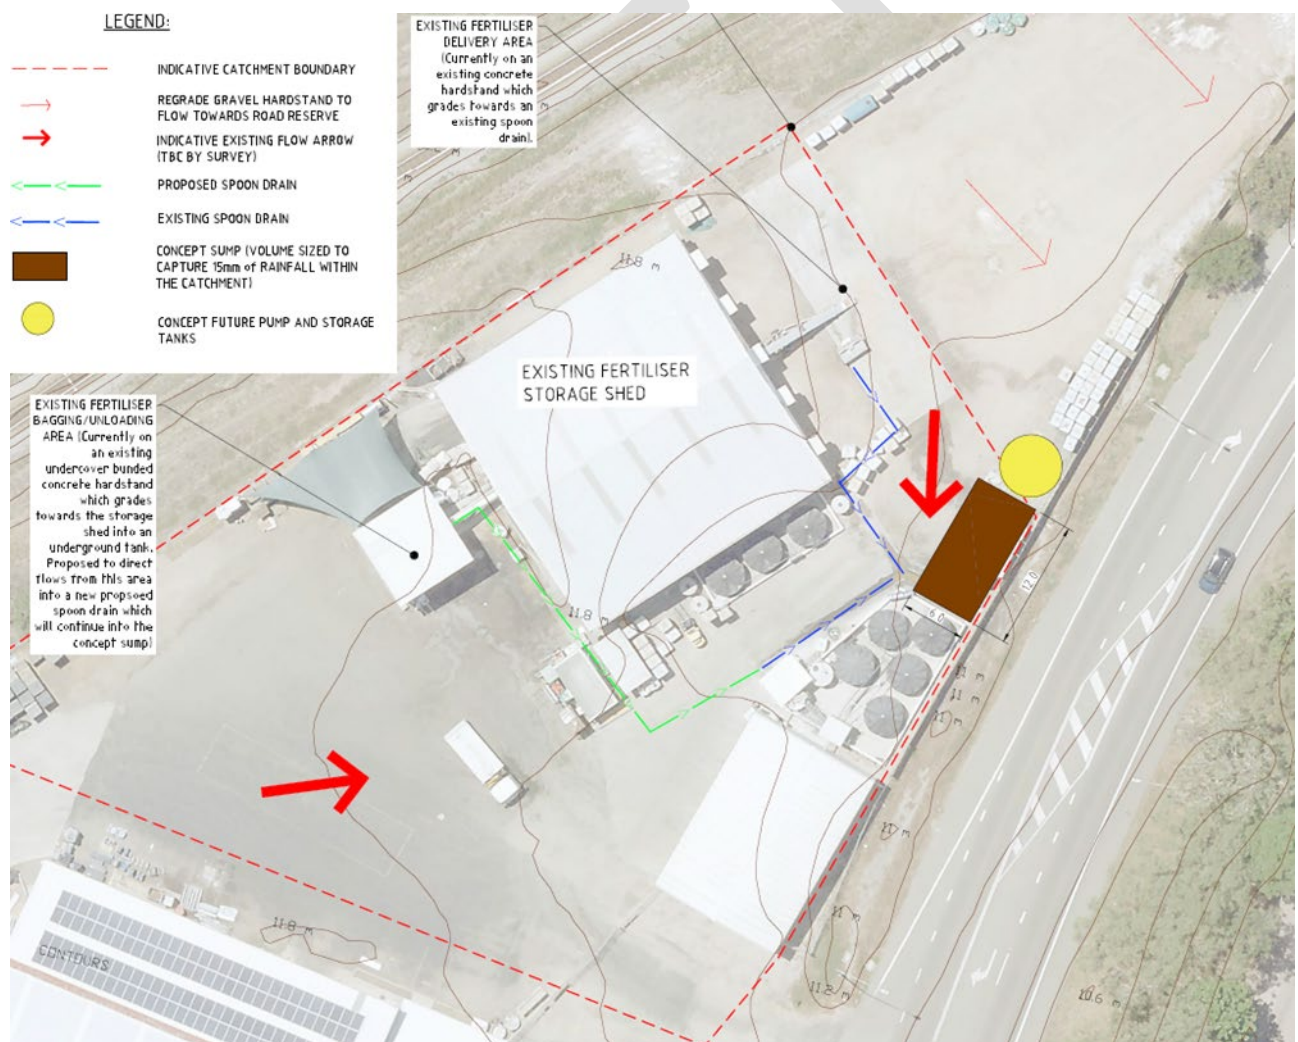 LEGEND:
INDICATIVE CATCHMENT BOUNDARY
REGRADE GRAVEL HARDSTAND TO
FLOW TOWARDS ROAD RESERVE
INDICATIVE EXISTING FLOW ARROW
(TBC BY SURVEY)
PROPOSED SPOON DRAIN
EXISTING SPOON DRAIN
CONCEPT SUMP (VOLUME SIZED TO
CAPTURE 15mm of RAINFALL WITHIN
THE CATCHMENT)
CONCEPT FUTURE PUMP AND STORAGE
TANKS
EXISTING FERTILISER
DELIVERY AREA
(Currently on an
existing concrete
hardstand which
grades towards an
existing spoon
drain).
11.8 m
EXISTING FERTILISER
STORAGE SHED
EXISTING FERTILISER
BAGGING/UNLOADING
AREA (Currently on
an existing
undercover bunded
concrete hardstand
which grades
towards the storage
shed into an
underground tank.
Proposed to direct
flows from this area
into a new propsoed
spoon drain which
will continue into the
concept sump)
11.8 m
12.0
6.0
11 m
11 m
11 m
11 m
11 m
11.2 m
10.6 m
11.8 m
CONTOURS